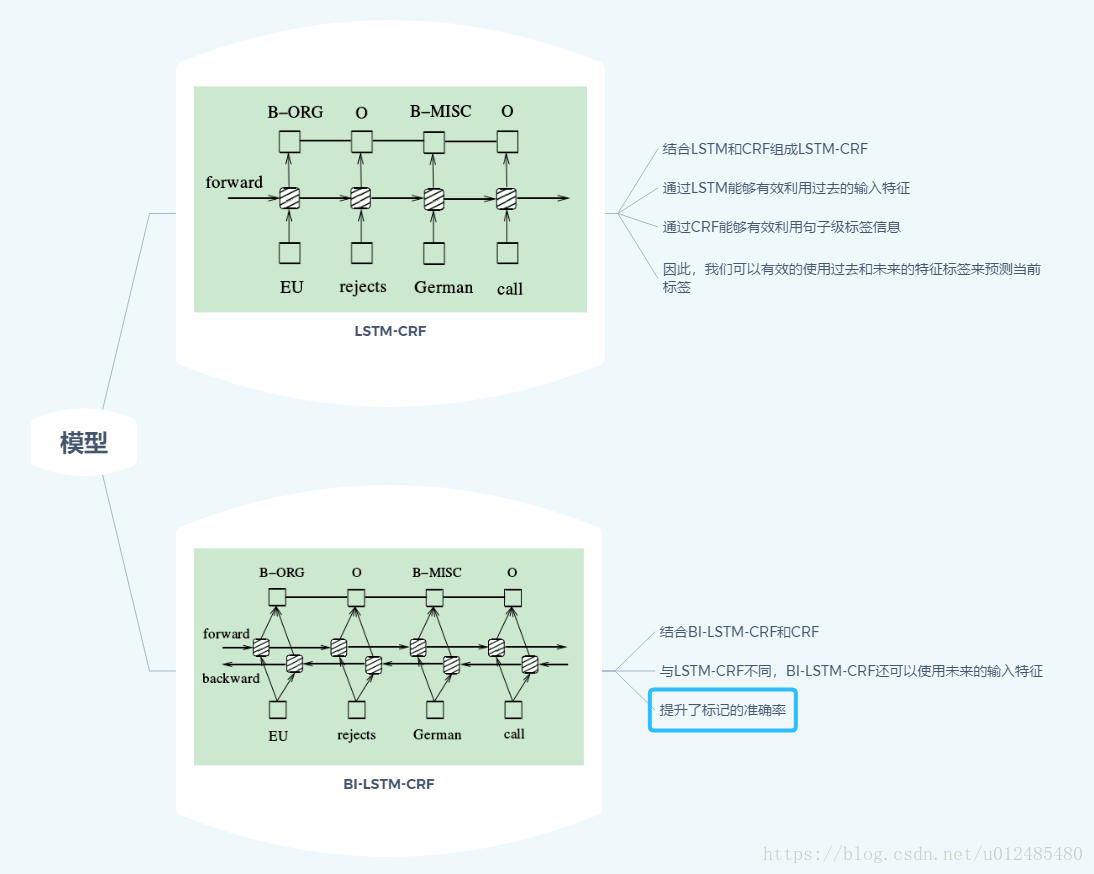 B–ORG O B–MISC O
forward
EU rejects German call
LSTM-CRF
结合LSTM和CRF组成LSTM-CRF
通过LSTM能够有效利用过去的输入特征
通过CRF能够有效利用句子级标签信息
因此，我们可以有效的使用过去和未来的特征标签来预测当前
标签
模型
B–ORG O B–MISC O
forward
backward
EU rejects German call
BI-LSTM-CRF
结合BI-LSTM-CRF和CRF
与LSTM-CRF不同，BI-LSTM-CRF还可以使用未来的输入特征
提升了标记的准确率
https://blog.csdn.net/u012485480